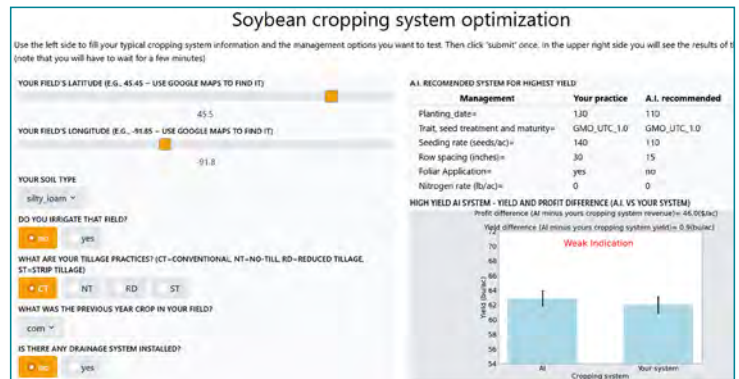 Soybean cropping system optimization
Use the left side to fill your typical cropping system information and the management options you want to test. Then click 'submit' once. In the upper right side you will see the results of t
(note that you will have to wait for a few minutes)
YOUR FIELD'S LATITUDE (E.G., 45.45 - USE GOOGLE MAPS TO FIND IT)
45.5
YOUR FIELD'S LONGITUDE (E.G., -91.85 - USE GOOGLE MAPS TO FIND IT)
-91.8
YOUR SOIL TYPE
silty_loam
DO YOU IRRIGATE THAT FIELD?
no yes
WHAT ARE YOUR TILLAGE PRACTICES? (CT=CONVENTIONAL, NT=NO-TILL, RD=REDUCED TILLAGE,
ST=STRIP TILLAGE)
CT NT RD ST
WHAT WAS THE PREVIOUS YEAR CROP IN YOUR FIELD?
corn
IS THERE ANY DRAINAGE SYSTEM INSTALLED?
no yes
A.I. RECOMENDED SYSTEM FOR HIGHEST YIELD
Management Your practice A.I. recommended
Planting_date= 130 110
Trait, seed treatment and maturity= GMO_UTC_1.0 GMO_UTC_1.0
Seeding rate (seeds/ac)= 140 110
Row spacing (inches)= 30 15
Foliar Application= yes no
Nitrogen rate (lb/ac)= 0 0
HIGH YIELD AI SYSTEM - YIELD AND PROFIT DIFFERENCE (A.I. VS YOUR SYSTEM)
Profit difference (AI minus yours cropping system revenue)= 46.0($/ac)
Yield difference (AI minus yours cropping system yield)= 0.9(bu/ac)
Weak Indication
72
70
68
66
64
62
60
58
56
54
Yield (bu/ac)
AI Your system
Cropping system